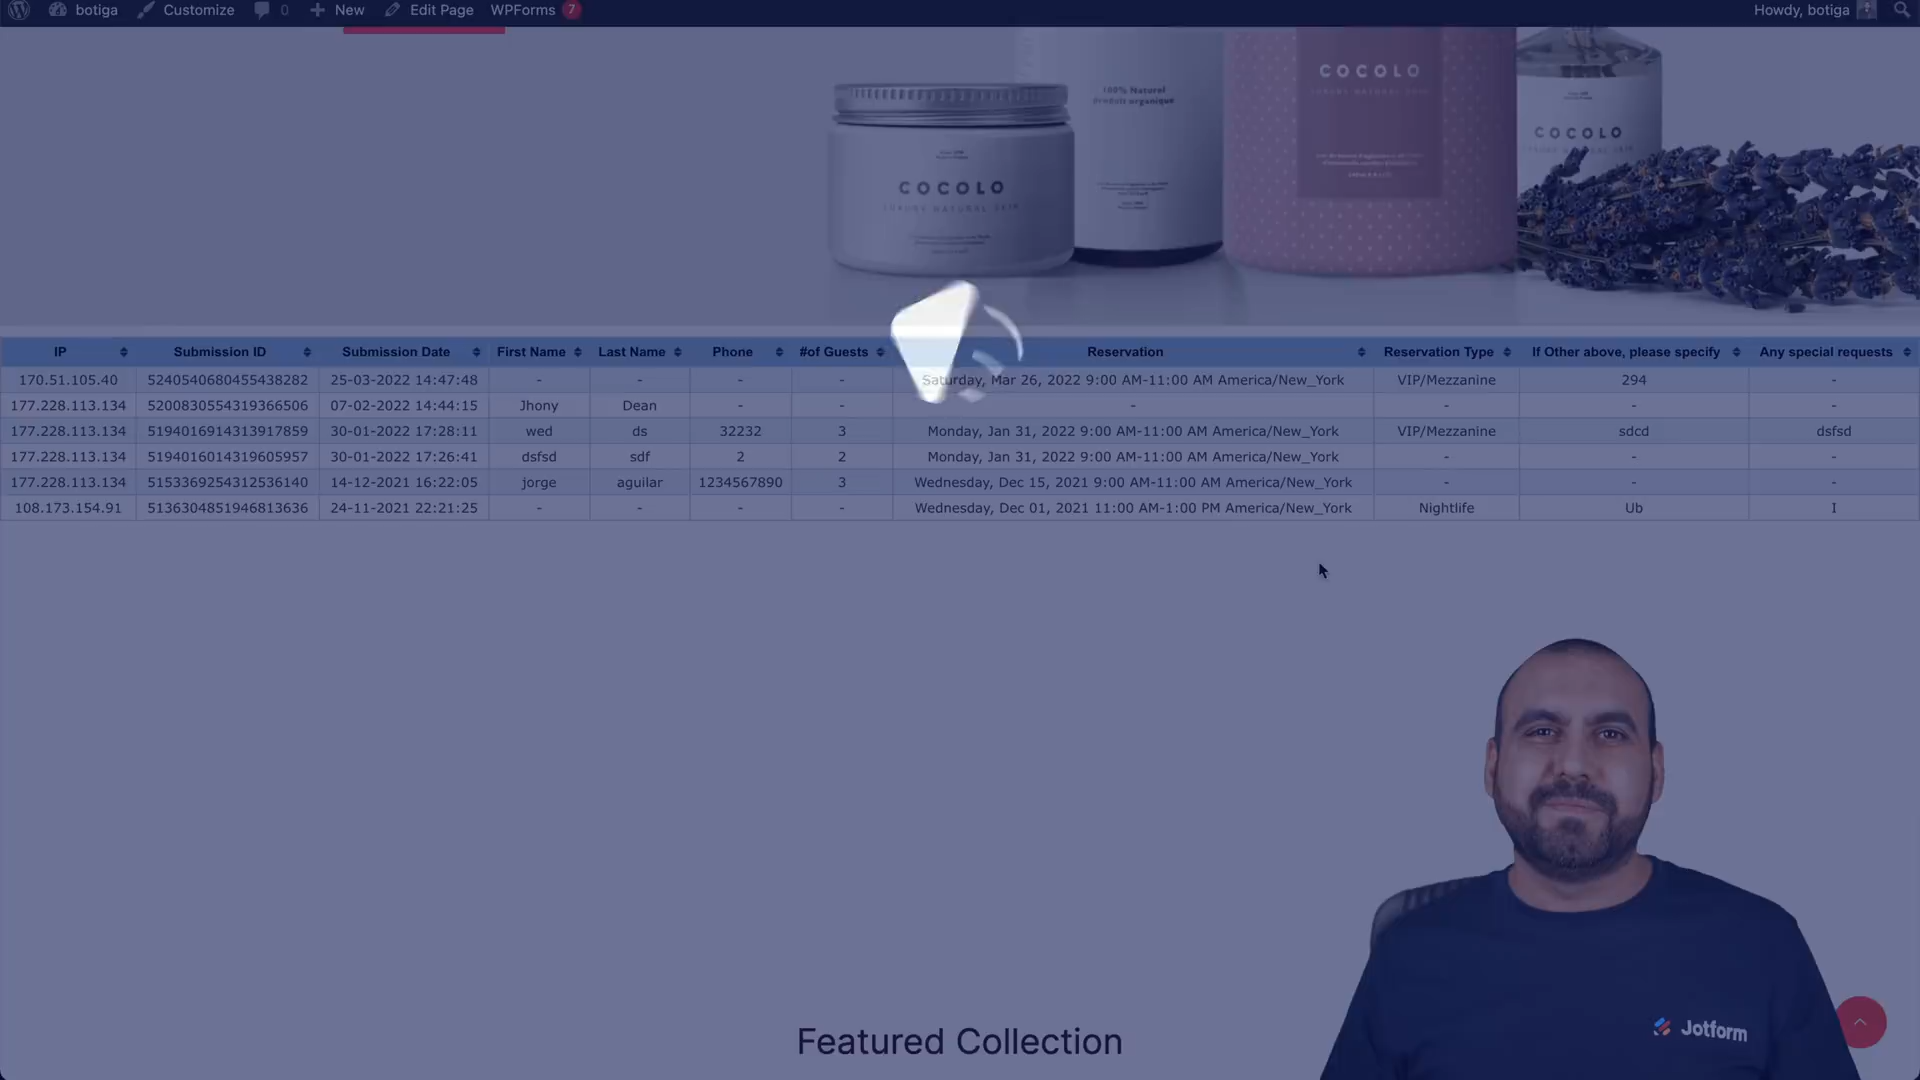 botiga Customize 0 New Edit Page WPForms 7 Howdy, botiga
COCOLO
100% Natural
produit organique
COCOLO
COCOLO
LUXURY NATURAL SKIN
IP Submission ID Submission Date First Name Last Name Phone #of Guests Reservation Reservation Type If Other above, please specify Any special requests
170.51.105.40 5240540680455438282 25-03-2022 14:47:48 - - - - Saturday, Mar 26, 2022 9:00 AM-11:00 AM America/New_York VIP/Mezzanine 294 -
177.228.113.134 5200830554319366506 07-02-2022 14:44:15 Jhony Dean - - - - - -
177.228.113.134 5194016914313917859 30-01-2022 17:28:11 wed ds 32232 3 Monday, Jan 31, 2022 9:00 AM-11:00 AM America/New_York VIP/Mezzanine sdcd dsfsd
177.228.113.134 5194016014319605957 30-01-2022 17:26:41 dsfsd sdf 2 2 Monday, Jan 31, 2022 9:00 AM-11:00 AM America/New_York - - -
177.228.113.134 5153369254312536140 14-12-2021 16:22:05 jorge aguilar 1234567890 3 Wednesday, Dec 15, 2021 9:00 AM-11:00 AM America/New_York - - -
108.173.154.91 5136304851946813636 24-11-2021 22:21:25 - - - - Wednesday, Dec 01, 2021 11:00 AM-1:00 PM America/New_York Nightlife Ub I
Jotform
Featured Collection